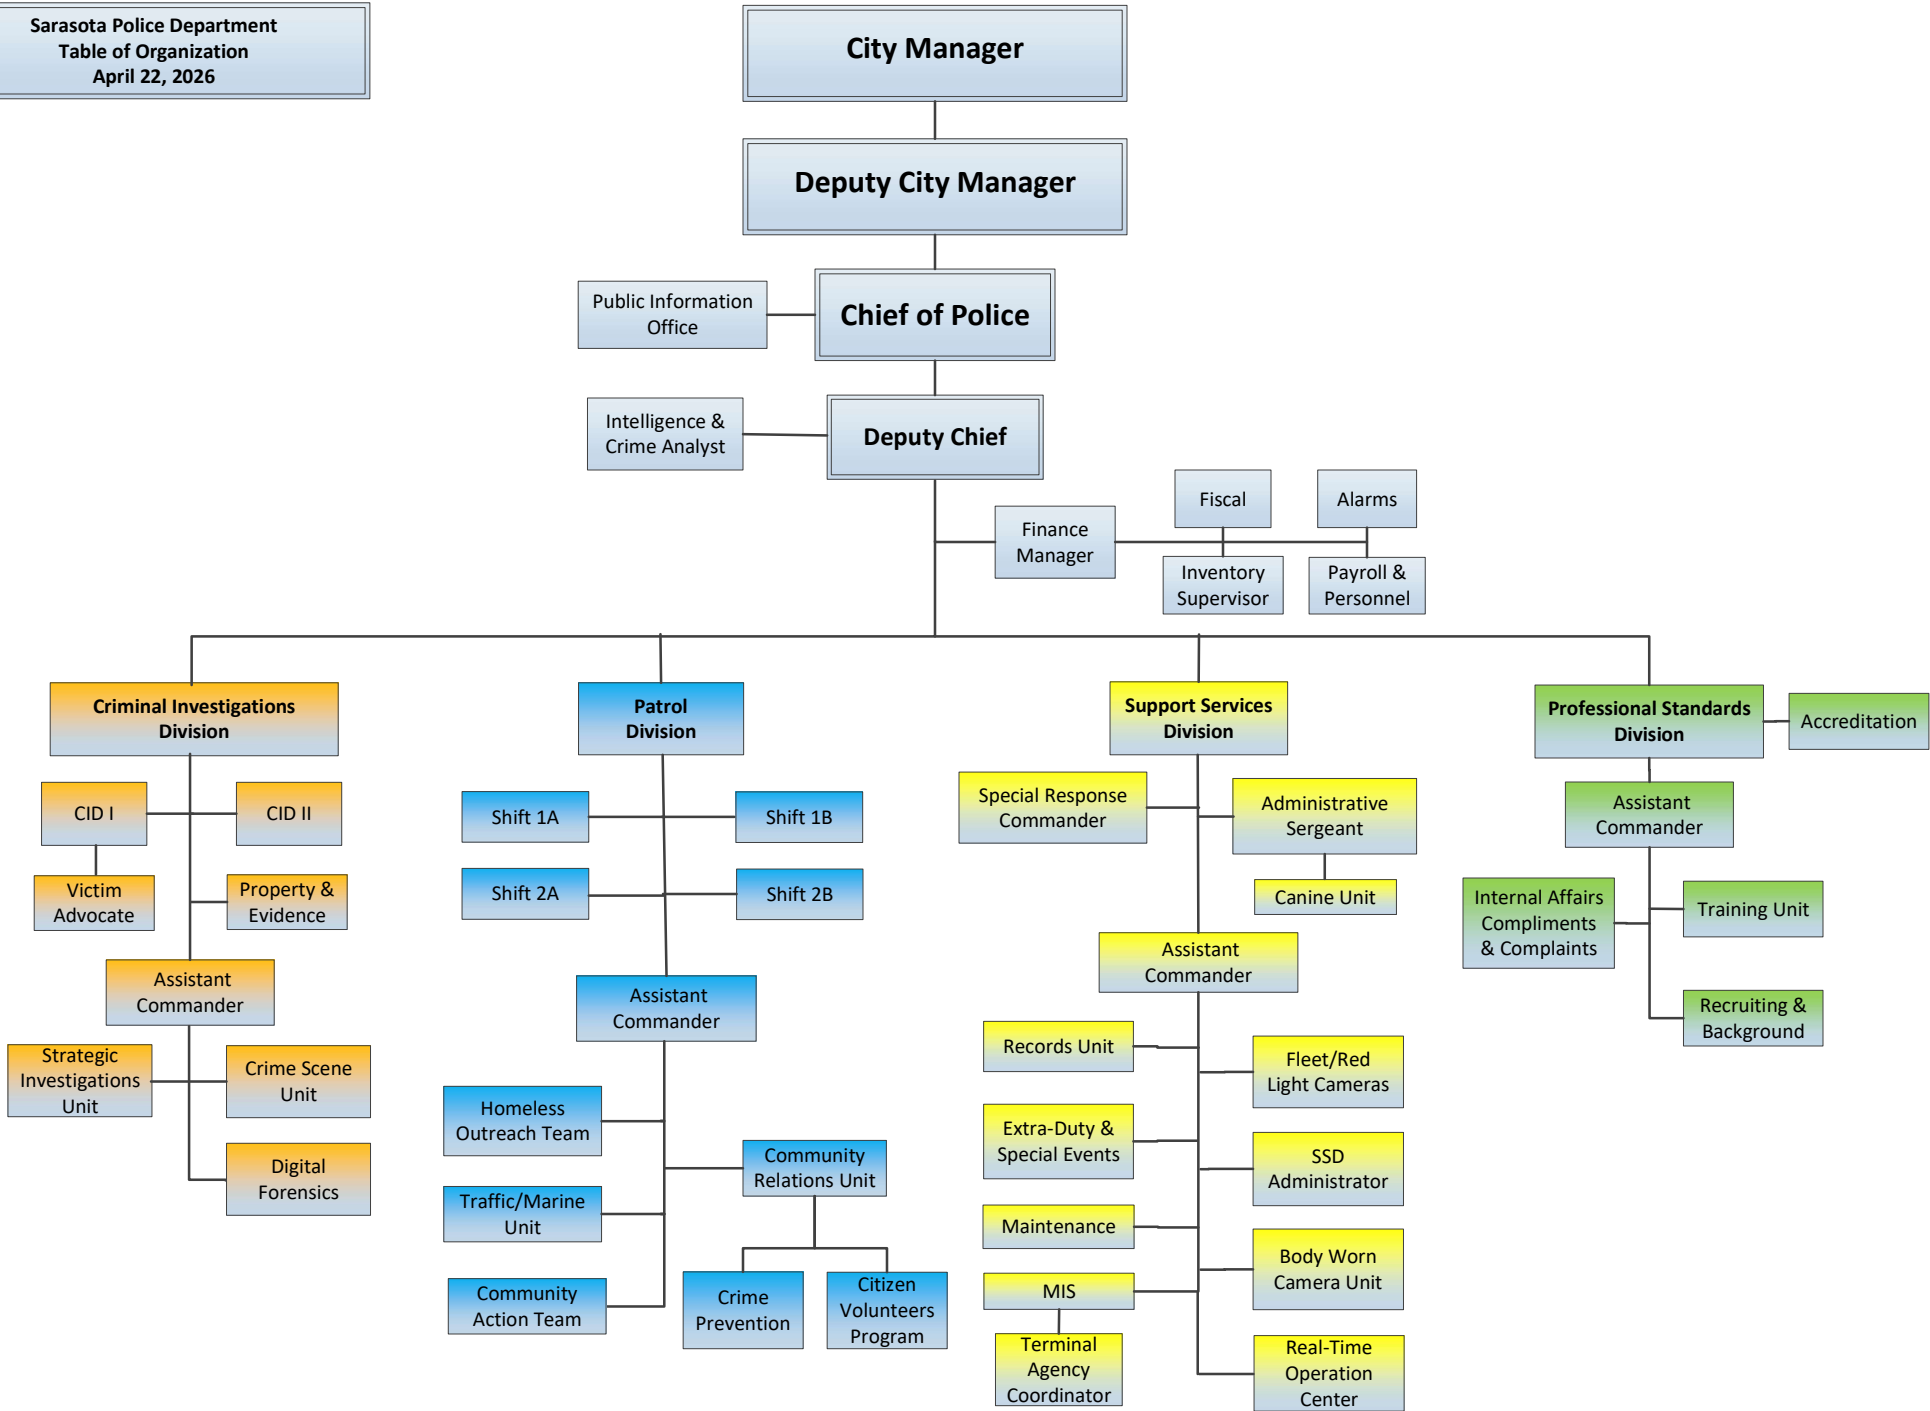 Sarasota Police Department
Table of Organization
April 22, 2026
City Manager
Deputy City Manager
Public Information
Office
Chief of Police
Intelligence &
Crime Analyst
Deputy Chief
Finance
Manager
Fiscal
Alarms
Inventory
Supervisor
Payroll &
Personnel
Criminal Investigations
Division
CID I
CID II
Victim
Advocate
Property &
Evidence
Assistant
Commander
Strategic
Investigations
Unit
Crime Scene
Unit
Digital
Forensics
Patrol
Division
Shift 1A
Shift 1B
Shift 2A
Shift 2B
Assistant
Commander
Homeless
Outreach Team
Community
Relations Unit
Traffic/Marine
Unit
Community
Action Team
Crime
Prevention
Citizen
Volunteers
Program
Support Services
Division
Special Response
Commander
Administrative
Sergeant
Canine Unit
Assistant
Commander
Records Unit
Fleet/Red
Light Cameras
Extra-Duty &
Special Events
SSD
Administrator
Maintenance
Body Worn
Camera Unit
MIS
Terminal
Agency
Coordinator
Real-Time
Operation
Center
Professional Standards
Division
Accreditation
Assistant
Commander
Internal Affairs
Compliments
& Complaints
Training Unit
Recruiting &
Background